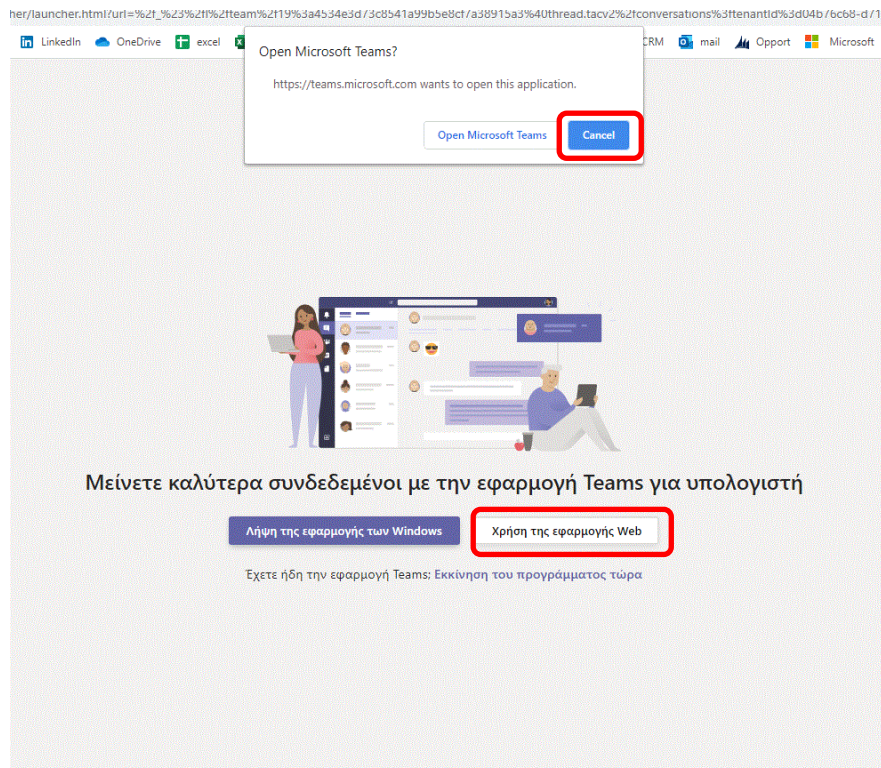 her/launcher.html?url=%2f_%23%2fl%2fteam%2f19%3a4534e3d73c8541a99b5e8cf7a38915a3%40thread.tacv2%2fconversations%3ftenantId%3d04b76c68-d71
LinkedIn OneDrive excel CRM mail Opport Microsoft
Open Microsoft Teams?
https://teams.microsoft.com wants to open this application.
Open Microsoft Teams Cancel
Μείνετε καλύτερα συνδεδεμένοι με την εφαρμογή Teams για υπολογιστή
Λήψη της εφαρμογής των Windows Χρήση της εφαρμογής Web
Έχετε ήδη την εφαρμογή Teams; Εκκίνηση του προγράμματος τώρα